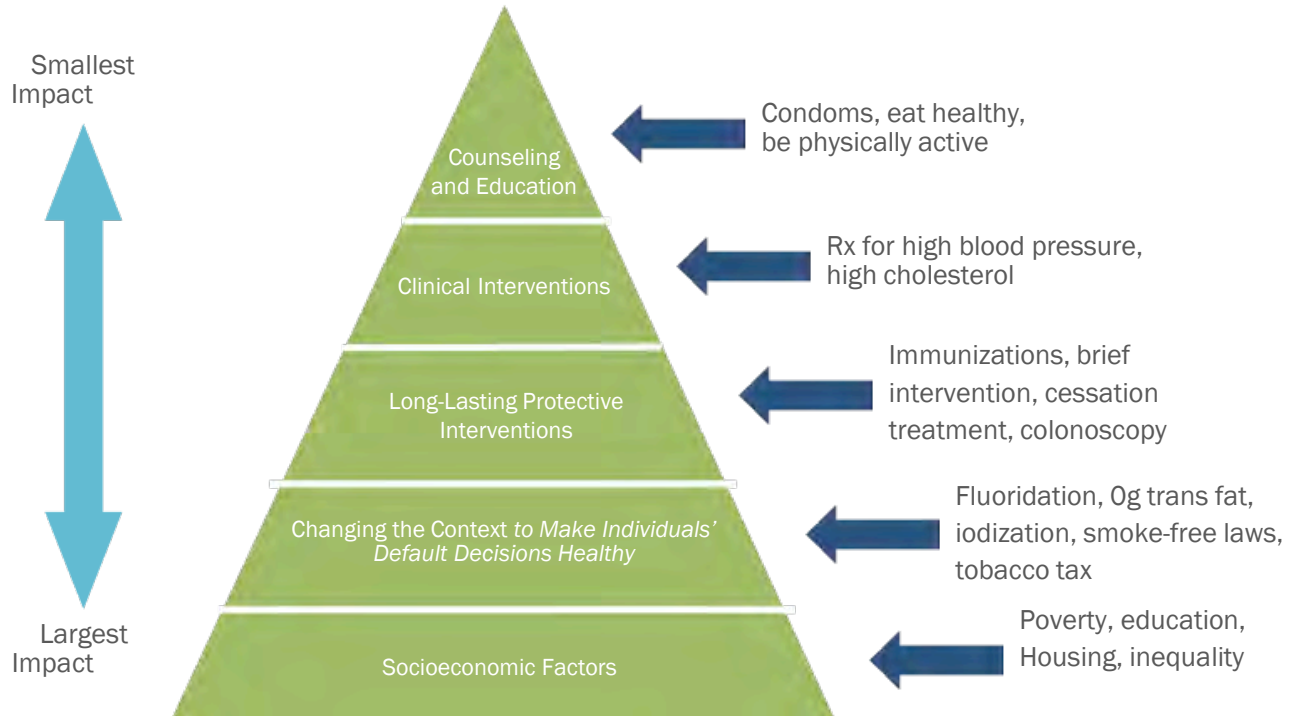 Smallest
Impact
Condoms, eat healthy,
be physically active
Counseling
and Education
Rx for high blood pressure,
high cholesterol
Clinical Interventions
Immunizations, brief
intervention, cessation
treatment, colonoscopy
Long-Lasting Protective
Interventions
Fluoridation, 0g trans fat,
iodization, smoke-free laws,
tobacco tax
Changing the Context to Make Individuals’
Default Decisions Healthy
Largest
Impact
Poverty, education,
Housing, inequality
Socioeconomic Factors